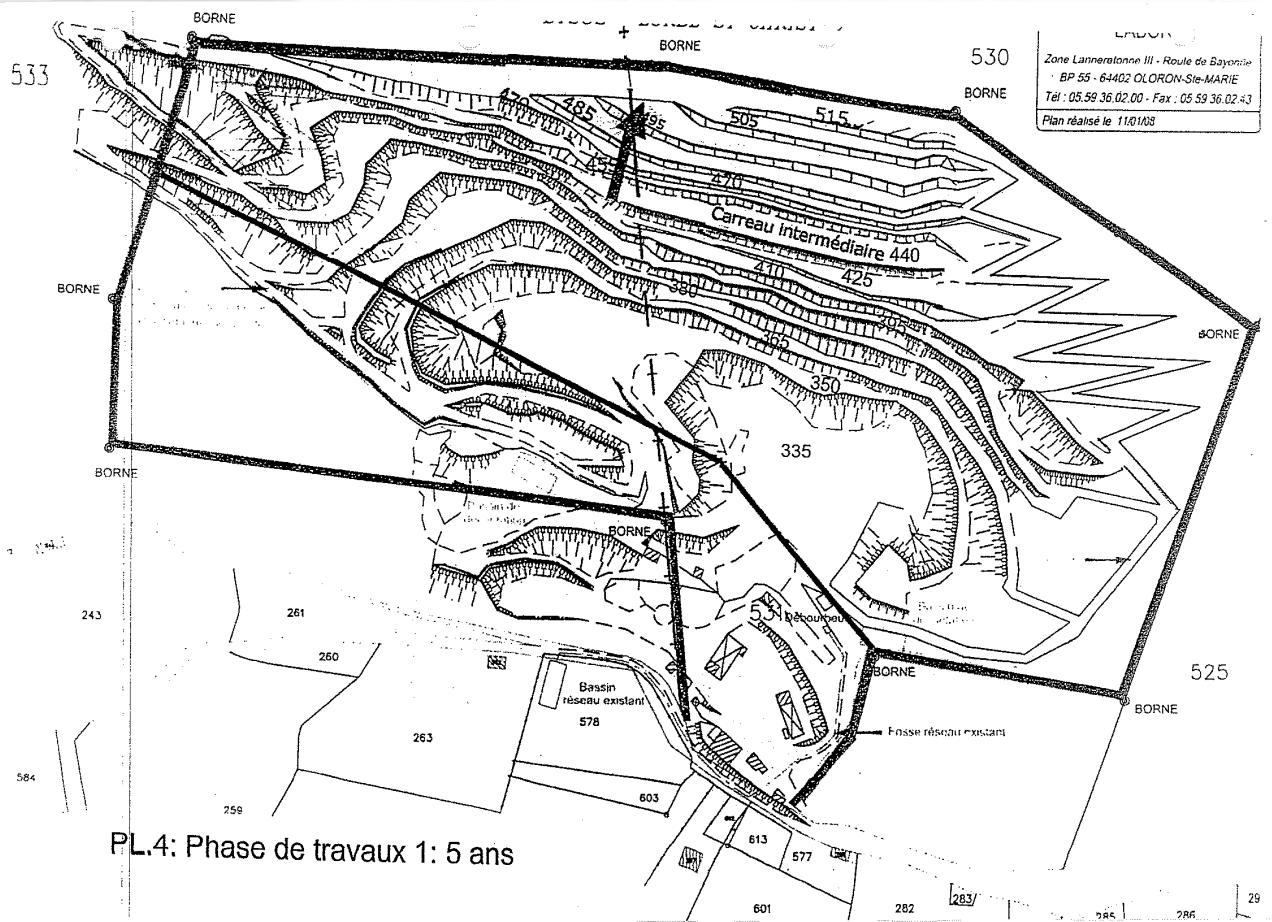 BORNE
BORNE
530
BORNE
533
Zone Lanneretonne III - Route de Bayonne
BP 55 - 64402 OLORON-Ste-MARIE
Tél : 05.59 36.02.00 - Fax : 05 59 36.02.43
Plan réalisé le 11/01/08
470
485
495
505
515
455
470
Carreau intermédiaire 440
425
410
380
395
365
350
335
BORNE
BORNE
BORNE
BORNE
531
Débourbeur
BORNE
525
BORNE
Fosse réseau existant
243
261
260
263
Bassin
réseau existant
578
603
584
259
PL.4: Phase de travaux 1: 5 ans
613
577
601
282
283
285
286
29